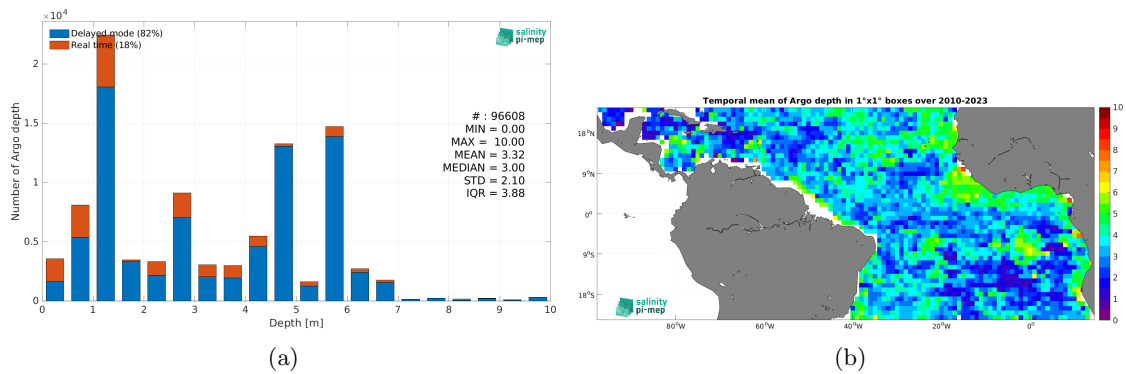 ×10⁴
Delayed mode (82%)
Real time (18%)
salinity
pi-mep
# : 96608
MIN = 0.00
MAX = 10.00
MEAN = 3.32
MEDIAN = 3.00
STD = 2.10
IQR = 3.88
Number of Argo depth
2
1.5
1
0.5
0
0 1 2 3 4 5 6 7 8 9 10
Depth [m]
(a)
Temporal mean of Argo depth in 1°x1° boxes over 2010-2023
18°N
9°N
0°
9°S
18°S
80°W 60°W 40°W 20°W 0°
salinity
pi-mep
10
9
8
7
6
5
4
3
2
1
0
(b)